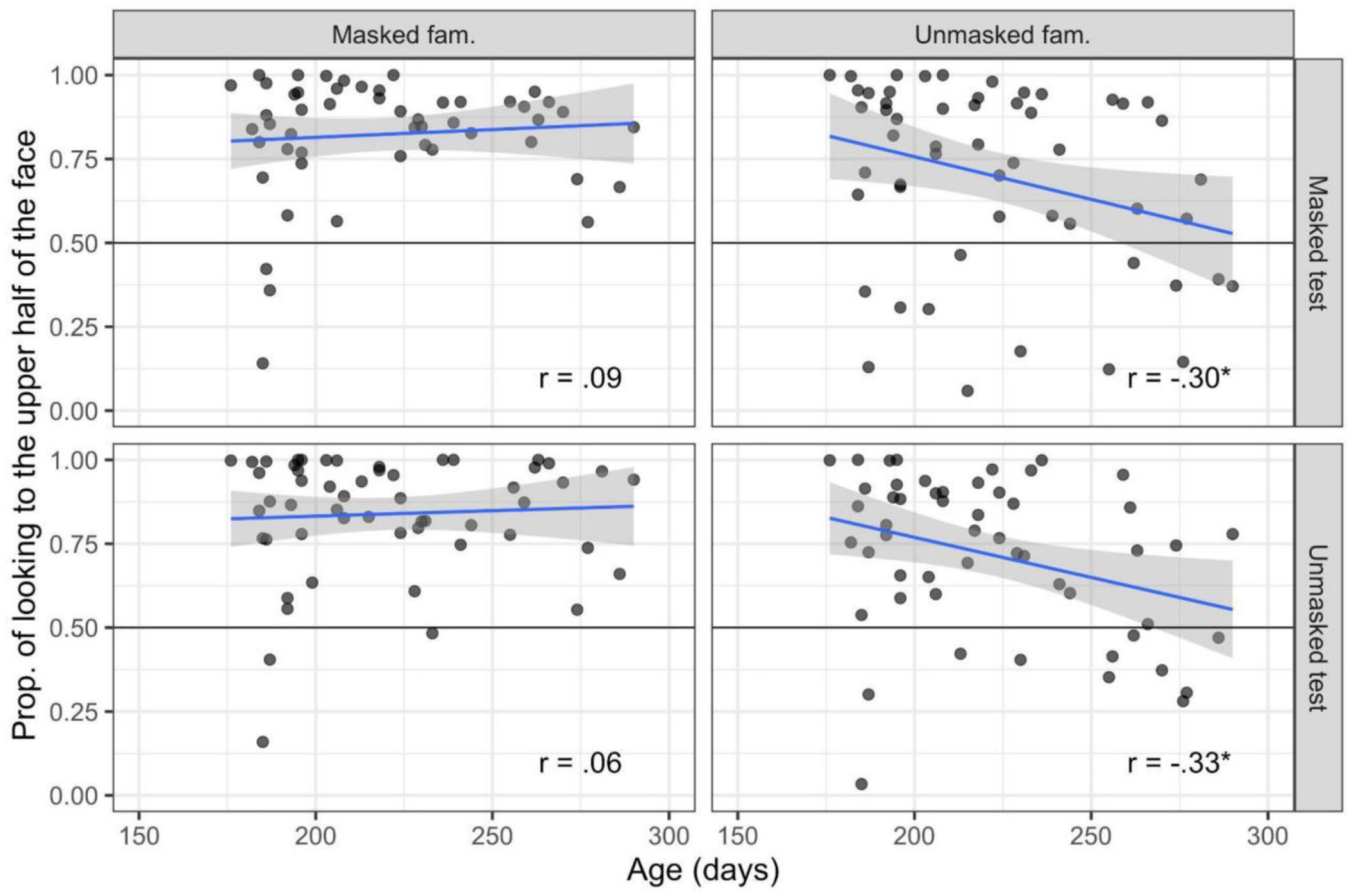 Masked fam.
Unmasked fam.
Prop. of looking to the upper half of the face
1.00
0.75
0.50
0.25
0.00
r = .09
r = -.30*
Masked test
1.00
0.75
0.50
0.25
0.00
r = .06
r = -.33*
Unmasked test
150
200
250
300
150
200
250
300
Age (days)